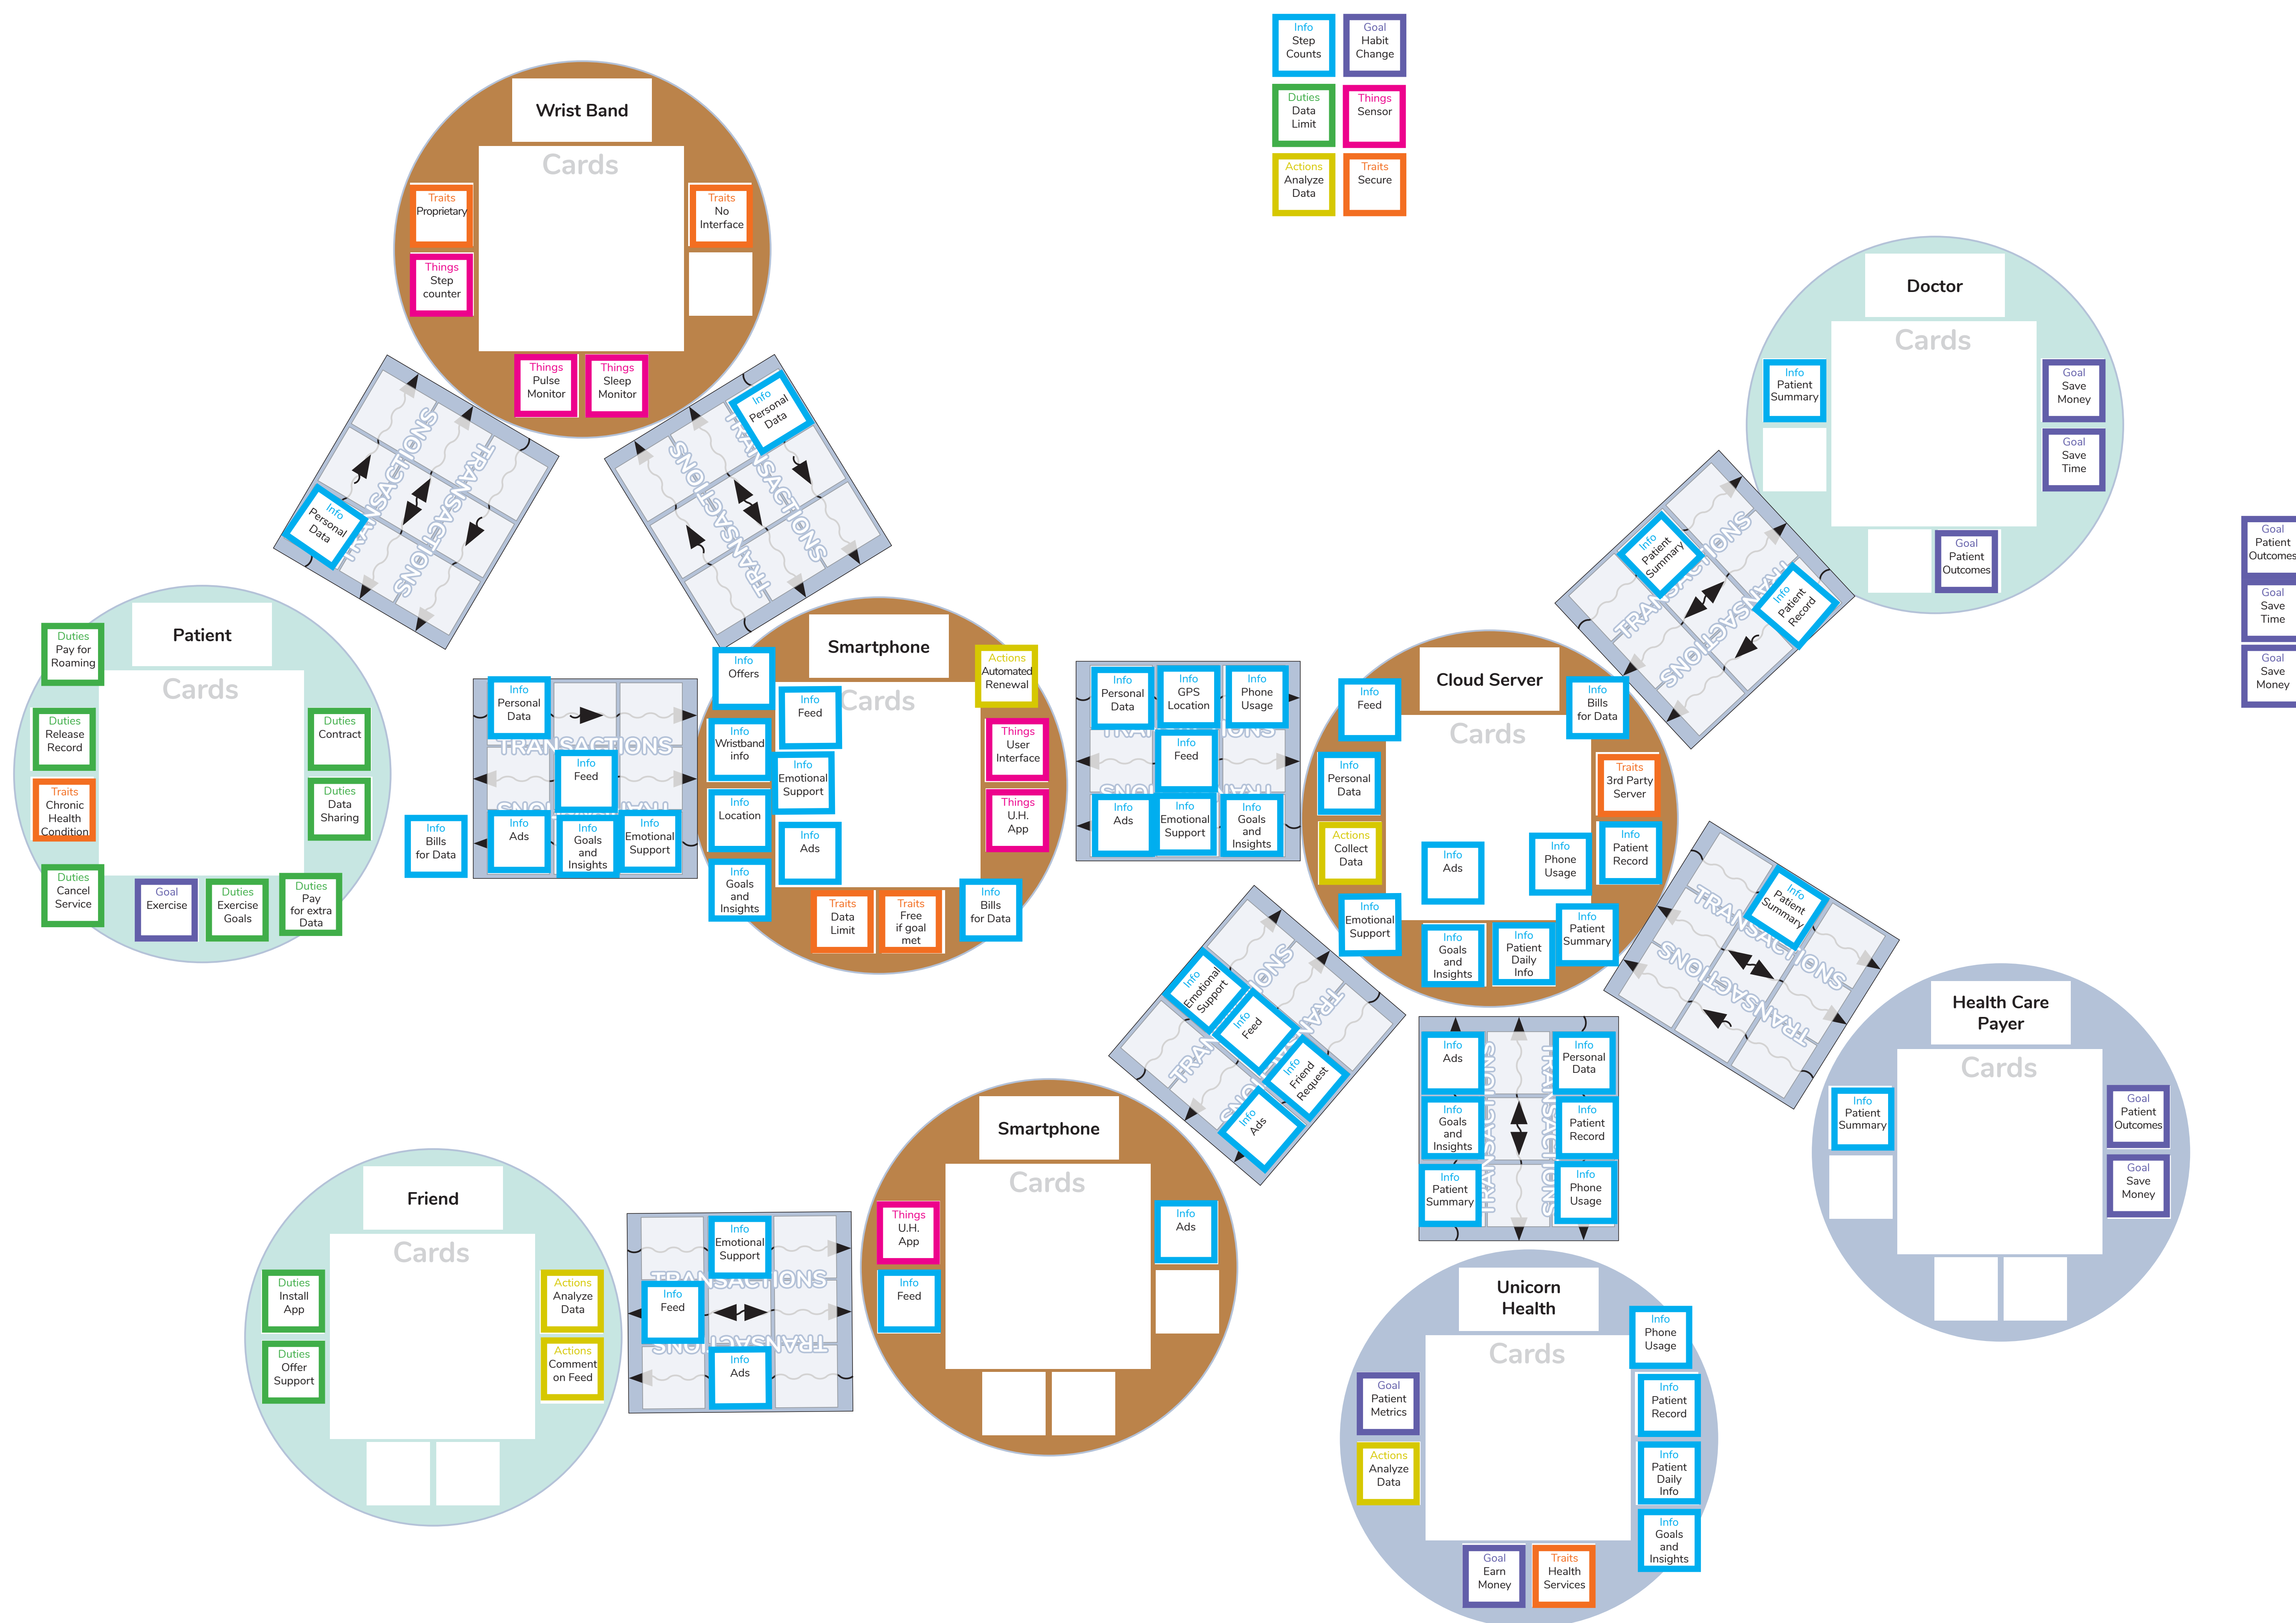 Info
Step
Counts
Goal
Habit
Change
Duties
Data
Limit
Things
Sensor
Actions
Analyze
Data
Traits
Secure
Wrist Band
Cards
Traits
Proprietary
Traits
No
Interface
Things
Step
counter
Things
Pulse
Monitor
Things
Sleep
Monitor
TRANSACTIONS
TRANSACTIONS
Info
Personal
Data
TRANSACTIONS
TRANSACTIONS
Info
Personal
Data
Doctor
Cards
Info
Patient
Summary
Goal
Save
Money
Goal
Save
Time
Goal
Patient
Outcomes
Goal
Patient
Outcomes
Goal
Save
Time
Goal
Save
Money
TRANSACTIONS
TRANSACTIONS
Info
Patient
Summary
Info
Patient
Record
Patient
Cards
Duties
Pay for
Roaming
Duties
Release
Record
Traits
Chronic
Health
Condition
Duties
Contract
Duties
Data
Sharing
Duties
Cancel
Service
Goal
Exercise
Duties
Exercise
Goals
Duties
Pay
for extra
Data
Info
Personal
Data
TRANSACTIONS
Info
Feed
TRANSACTIONS
Info
Bills
for Data
Info
Ads
Info
Goals
and
Insights
Info
Emotional
Support
Smartphone
Cards
Info
Offers
Info
Feed
Info
Wristband
info
Info
Emotional
Support
Info
Location
Info
Ads
Info
Goals
and
Insights
Actions
Automated
Renewal
Things
User
Interface
Things
U.H.
App
Traits
Data
Limit
Traits
Free
if goal
met
Info
Bills
for Data
Info
Personal
Data
Info
GPS
Location
Info
Phone
Usage
TRANSACTIONS
Info
Feed
TRANSACTIONS
Info
Ads
Info
Emotional
Support
Info
Goals
and
Insights
Cloud Server
Cards
Info
Feed
Info
Bills
for Data
Info
Personal
Data
Traits
3rd Party
Server
Actions
Collect
Data
Info
Ads
Info
Phone
Usage
Info
Patient
Record
Info
Emotional
Support
Info
Goals
and
Insights
Info
Patient
Daily
Info
Info
Patient
Summary
TRANSACTIONS
TRANSACTIONS
Info
Patient
Summary
Health Care
Payer
Cards
Info
Patient
Summary
Goal
Patient
Outcomes
Goal
Save
Money
TRANSACTIONS
TRANSACTIONS
Info
Emotional
Support
Info
Feed
Info
Friend
Request
Info
Ads
TRANSACTIONS
TRANSACTIONS
Info
Ads
Info
Personal
Data
Info
Goals
and
Insights
Info
Patient
Record
Info
Patient
Summary
Info
Phone
Usage
Friend
Cards
Duties
Install
App
Duties
Offer
Support
Actions
Analyze
Data
Actions
Comment
on Feed
Info
Emotional
Support
TRANSACTIONS
Info
Feed
TRANSACTIONS
Info
Ads
Smartphone
Cards
Things
U.H.
App
Info
Feed
Info
Ads
Unicorn
Health
Cards
Info
Phone
Usage
Goal
Patient
Metrics
Actions
Analyze
Data
Info
Patient
Record
Info
Patient
Daily
Info
Info
Goals
and
Insights
Goal
Earn
Money
Traits
Health
Services